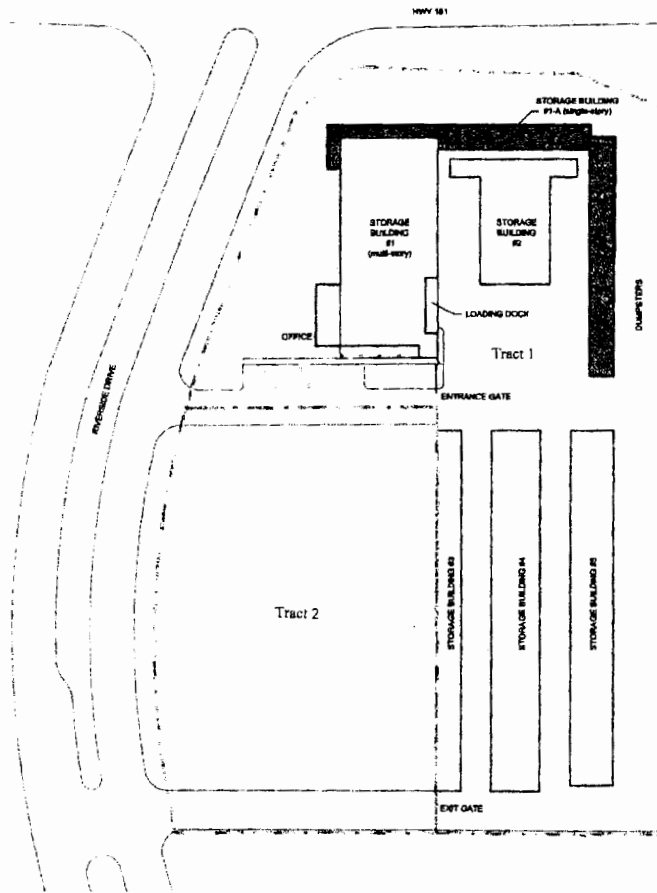 HWY 181
STORAGE BUILDING
#1-A (single-story)
STORAGE
BUILDING
#1
(multi-story)
STORAGE
BUILDING
#2
DUMPSTERS
LOADING DOCK
OFFICE
Tract 1
ENTRANCE GATE
RIVERSIDE DRIVE
Tract 2
STORAGE BUILDING #3
STORAGE BUILDING #4
STORAGE BUILDING #5
EXIT GATE